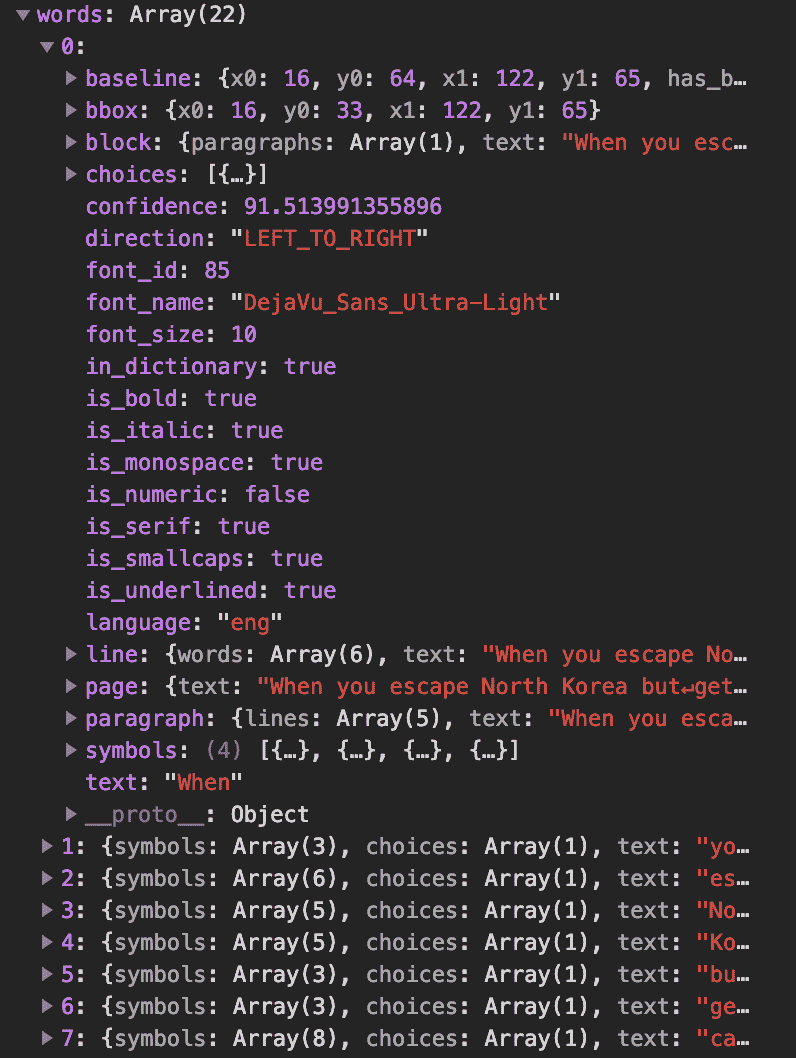 ▼words: Array(22)
▼0:
▶baseline: {x0: 16, y0: 64, x1: 122, y1: 65, has_b…
▶bbox: {x0: 16, y0: 33, x1: 122, y1: 65}
▶block: {paragraphs: Array(1), text: "When you esc…
▶choices: [{…}]
confidence: 91.513991355896
direction: "LEFT_TO_RIGHT"
font_id: 85
font_name: "DejaVu_Sans_Ultra-Light"
font_size: 10
in_dictionary: true
is_bold: true
is_italic: true
is_monospace: true
is_numeric: false
is_serif: true
is_smallcaps: true
is_underlined: true
language: "eng"
▶line: {words: Array(6), text: "When you escape No…
▶page: {text: "When you escape North Korea but↵get…
▶paragraph: {lines: Array(5), text: "When you esca…
▶symbols: (4) [{…}, {…}, {…}, {…}]
text: "When"
▶__proto__: Object
▶1: {symbols: Array(3), choices: Array(1), text: "yo…
▶2: {symbols: Array(6), choices: Array(1), text: "es…
▶3: {symbols: Array(5), choices: Array(1), text: "No…
▶4: {symbols: Array(5), choices: Array(1), text: "Ko…
▶5: {symbols: Array(3), choices: Array(1), text: "bu…
▶6: {symbols: Array(3), choices: Array(1), text: "ge…
▶7: {symbols: Array(8), choices: Array(1), text: "ca…